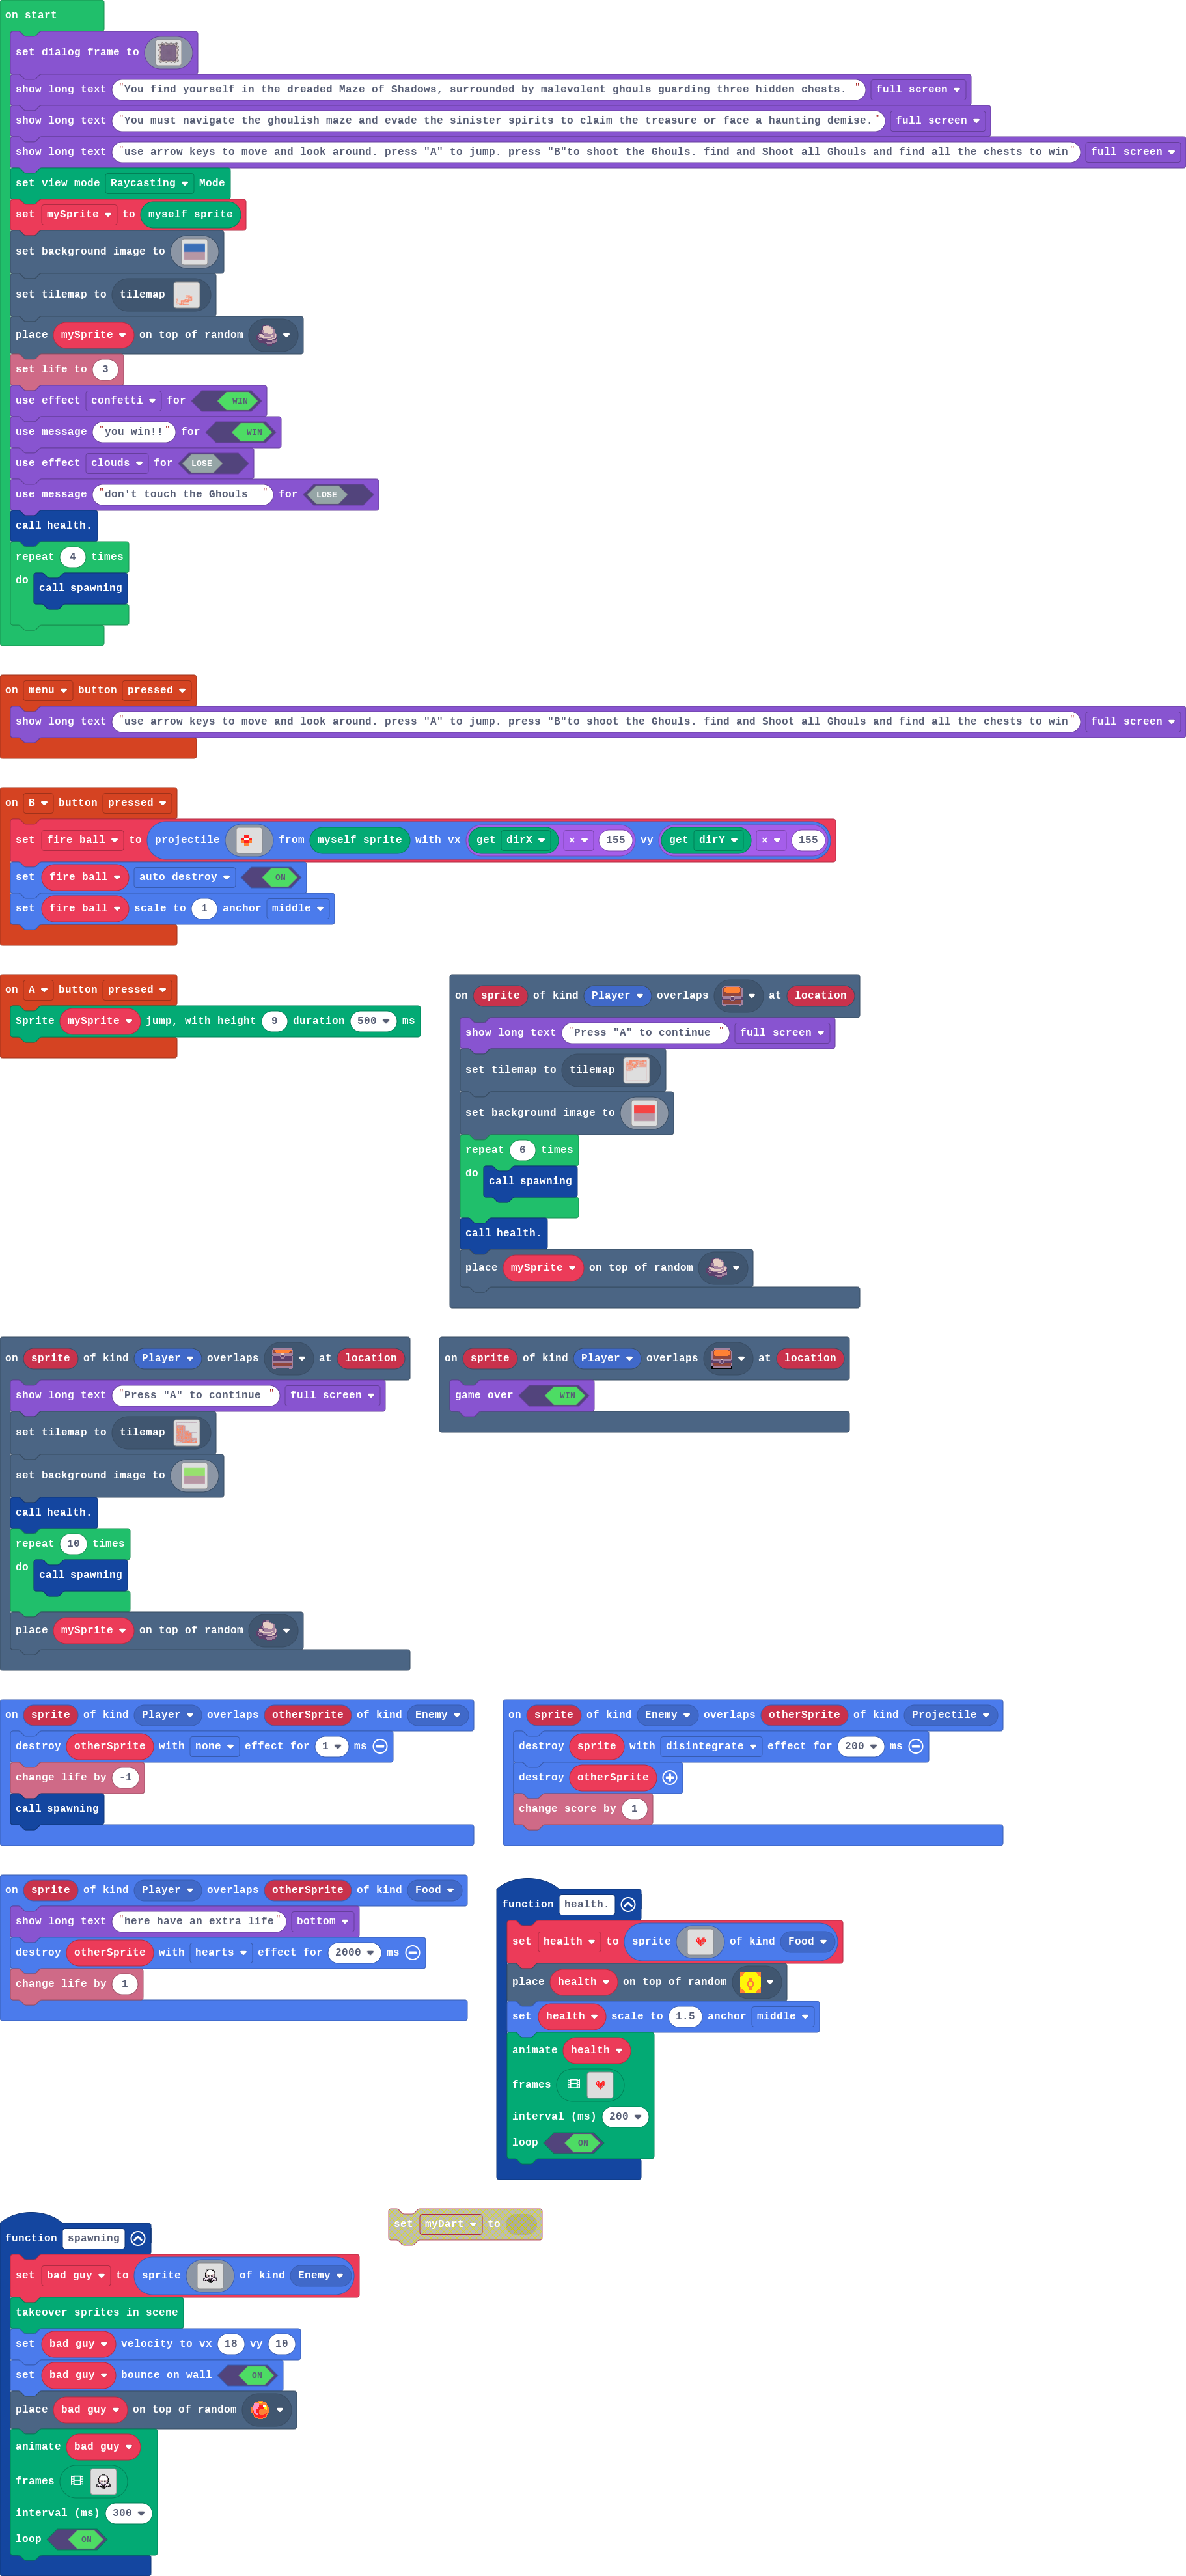 on start
set dialog frame to
show long text "You find yourself in the dreaded Maze of Shadows, surrounded by malevolent ghouls guarding three hidden chests. " full screen
show long text "You must navigate the ghoulish maze and evade the sinister spirits to claim the treasure or face a haunting demise." full screen
show long text "use arrow keys to move and look around. press "A" to jump. press "B"to shoot the Ghouls. find and Shoot all Ghouls and find all the chests to win" full screen
set view mode Raycasting Mode
set mySprite to myself sprite
set background image to
set tilemap to tilemap
place mySprite on top of random
set life to 3
use effect confetti for WIN
use message "you win!!" for WIN
use effect clouds for LOSE
use message "don't touch the Ghouls " for LOSE
call health.
repeat 4 times
do call spawning
on menu button pressed
show long text "use arrow keys to move and look around. press "A" to jump. press "B"to shoot the Ghouls. find and Shoot all Ghouls and find all the chests to win" full screen
on B button pressed
set fire ball to projectile from myself sprite with vx get dirX × 155 vy get dirY × 155
set fire ball auto destroy ON
set fire ball scale to 1 anchor middle
on A button pressed
Sprite mySprite jump, with height 9 duration 500 ms
on sprite of kind Player overlaps at location
show long text "Press "A" to continue " full screen
set tilemap to tilemap
set background image to
repeat 6 times
do call spawning
call health.
place mySprite on top of random
on sprite of kind Player overlaps at location
show long text "Press "A" to continue " full screen
set tilemap to tilemap
set background image to
call health.
repeat 10 times
do call spawning
place mySprite on top of random
on sprite of kind Player overlaps at location
game over WIN
on sprite of kind Player overlaps otherSprite of kind Enemy
destroy otherSprite with none effect for 1 ms
change life by -1
call spawning
on sprite of kind Enemy overlaps otherSprite of kind Projectile
destroy sprite with disintegrate effect for 200 ms
destroy otherSprite
change score by 1
on sprite of kind Player overlaps otherSprite of kind Food
show long text "here have an extra life" bottom
destroy otherSprite with hearts effect for 2000 ms
change life by 1
function health.
set health to sprite of kind Food
place health on top of random
set health scale to 1.5 anchor middle
animate health
frames
interval (ms) 200
loop ON
function spawning
set bad guy to sprite of kind Enemy
takeover sprites in scene
set bad guy velocity to vx 18 vy 10
set bad guy bounce on wall ON
place bad guy on top of random
animate bad guy
frames
interval (ms) 300
loop ON
set myDart to